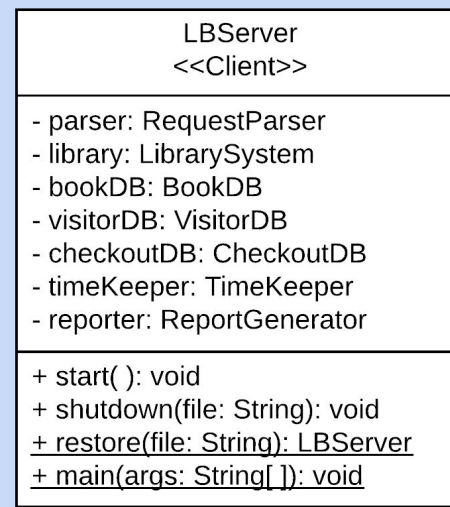 LBServer
<<Client>>
- parser: RequestParser
- library: LibrarySystem
- bookDB: BookDB
- visitorDB: VisitorDB
- checkoutDB: CheckoutDB
- timeKeeper: TimeKeeper
- reporter: ReportGenerator
+ start( ): void
+ shutdown(file: String): void
+ restore(file: String): LBServer
+ main(args: String[ ]): void